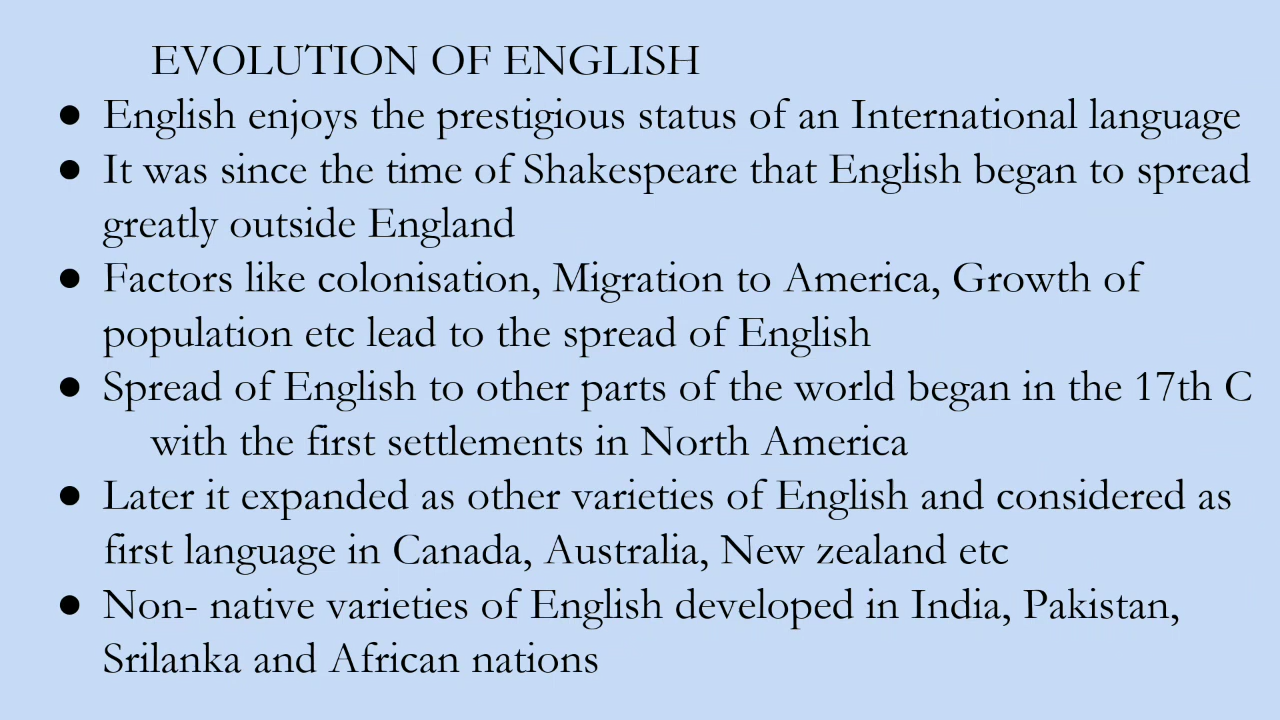 EVOLUTION OF ENGLISH
● English enjoys the prestigious status of an International language
● It was since the time of Shakespeare that English began to spread
greatly outside England
● Factors like colonisation, Migration to America, Growth of
population etc lead to the spread of English
● Spread of English to other parts of the world began in the 17th C
with the first settlements in North America
● Later it expanded as other varieties of English and considered as
first language in Canada, Australia, New zealand etc
● Non- native varieties of English developed in India, Pakistan,
Srilanka and African nations